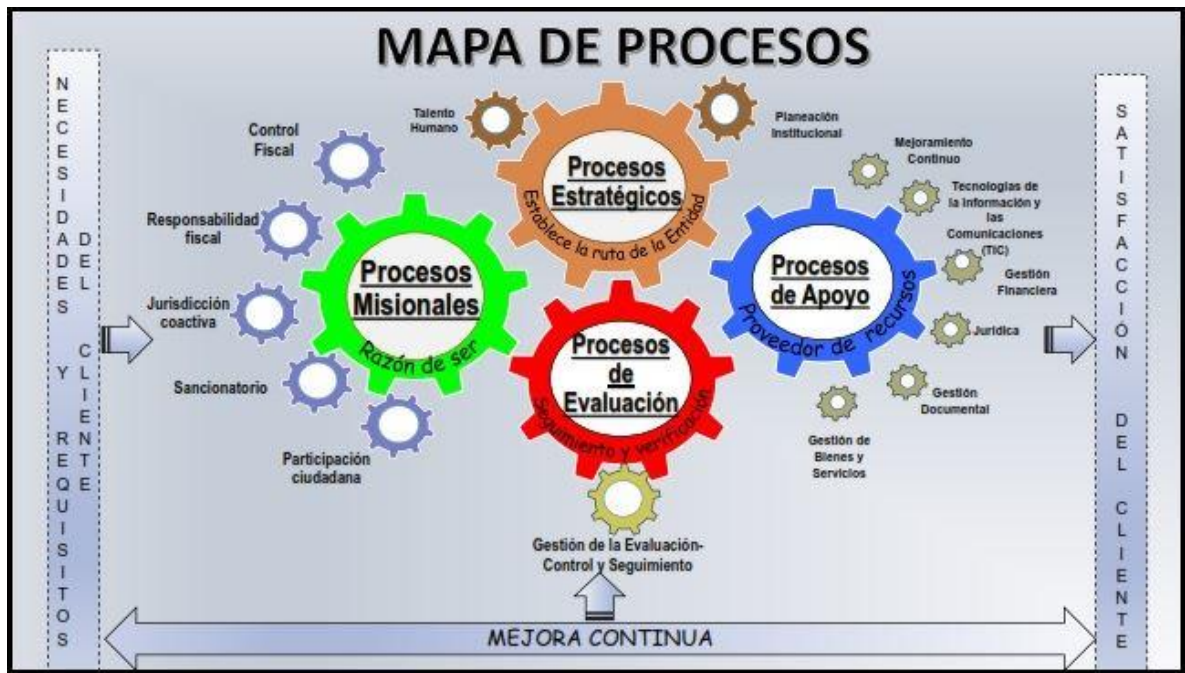 MAPA DE PROCESOS
NECESIDADES Y REQUISITOS
DEL CLIENTE
Control
Fiscal
Responsabilidad
fiscal
Jurisdicción
coactiva
Sancionatorio
Participación
ciudadana
Procesos
Misionales
Razón de ser
Talento
Humano
Planeación
Institucional
Procesos
Estratégicos
Establece la ruta de la Entidad
Procesos
de
Evaluación
Seguimiento y verificación
Gestión de la Evaluación-
Control y Seguimiento
Procesos
de Apoyo
Proveedor de recursos
Mejoramiento
Continuo
Tecnologías de
la Información y
las
Comunicaciones
(TIC)
Gestión
Financiera
Jurídica
Gestión
Documental
Gestión de
Bienes y
Servicios
SATISFACCIÓN DEL CLIENTE
MEJORA CONTINUA